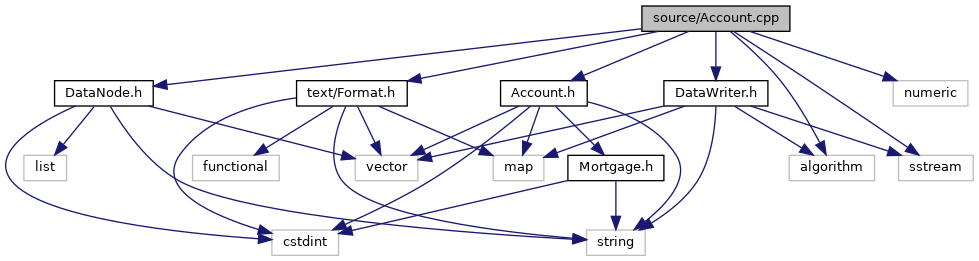 source/Account.cpp
DataNode.h
text/Format.h
Account.h
DataWriter.h
numeric
list
functional
vector
map
Mortgage.h
algorithm
sstream
cstdint
string